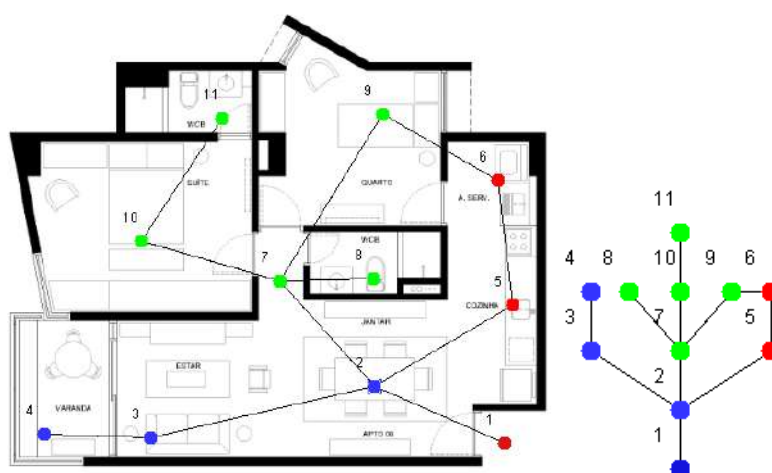 9
11
WCB
6
SUÍTE
QUARTO
A. SERV.
10
WCB
7
8
5
COZINHA
JANTAR
2
ESTAR
VARANDA
4
3
1
APTO 06
11
4 8 10 9 6
3 7 5
2
1